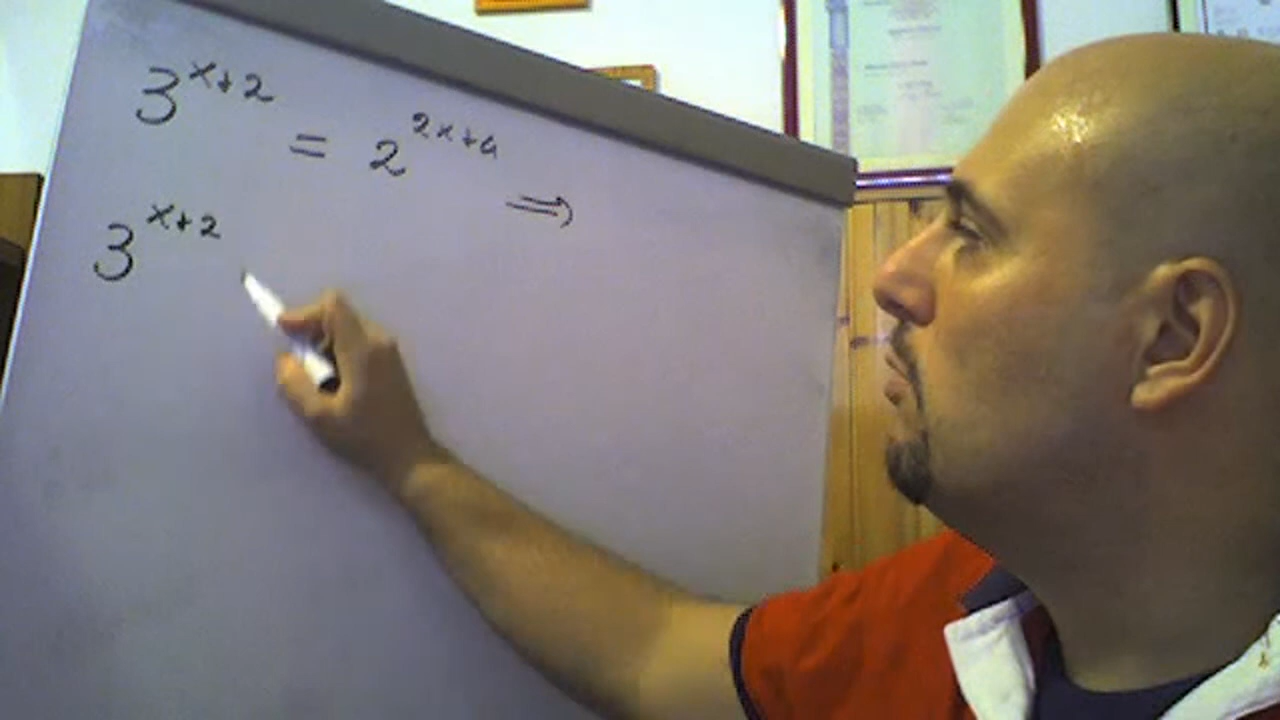 3^{x+2} = 2^{2x+4} ⇒
3^{x+2}